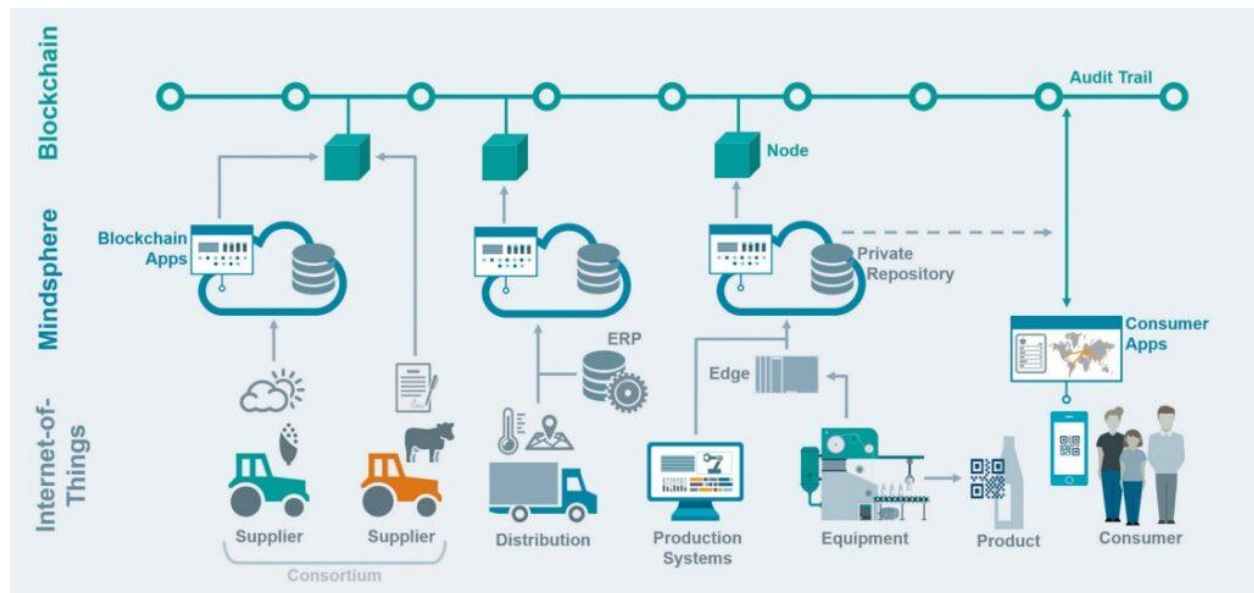 Blockchain
Audit Trail
Node
Mindsphere
Blockchain
Apps
Private
Repository
Consumer
Apps
ERP
Edge
Internet-of-
Things
Supplier
Supplier
Distribution
Production
Systems
Equipment
Product
Consumer
Consortium